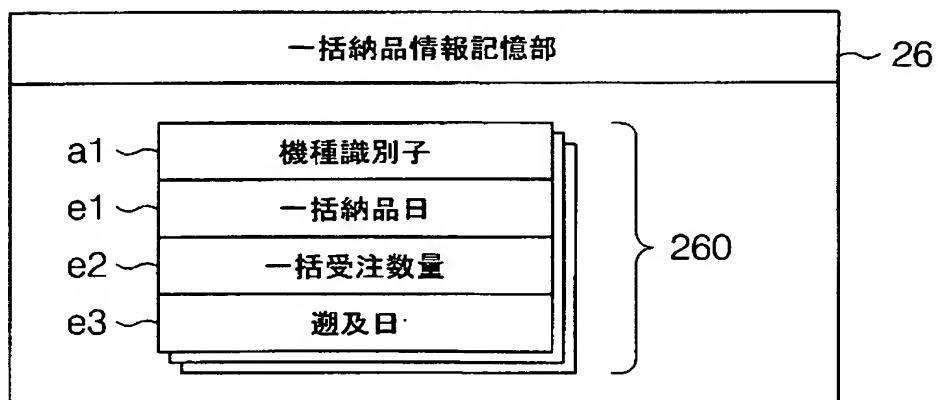 一括納品情報記憶部 26
a1 機種識別子
e1 一括納品日
e2 一括受注数量
260
e3 遡及日